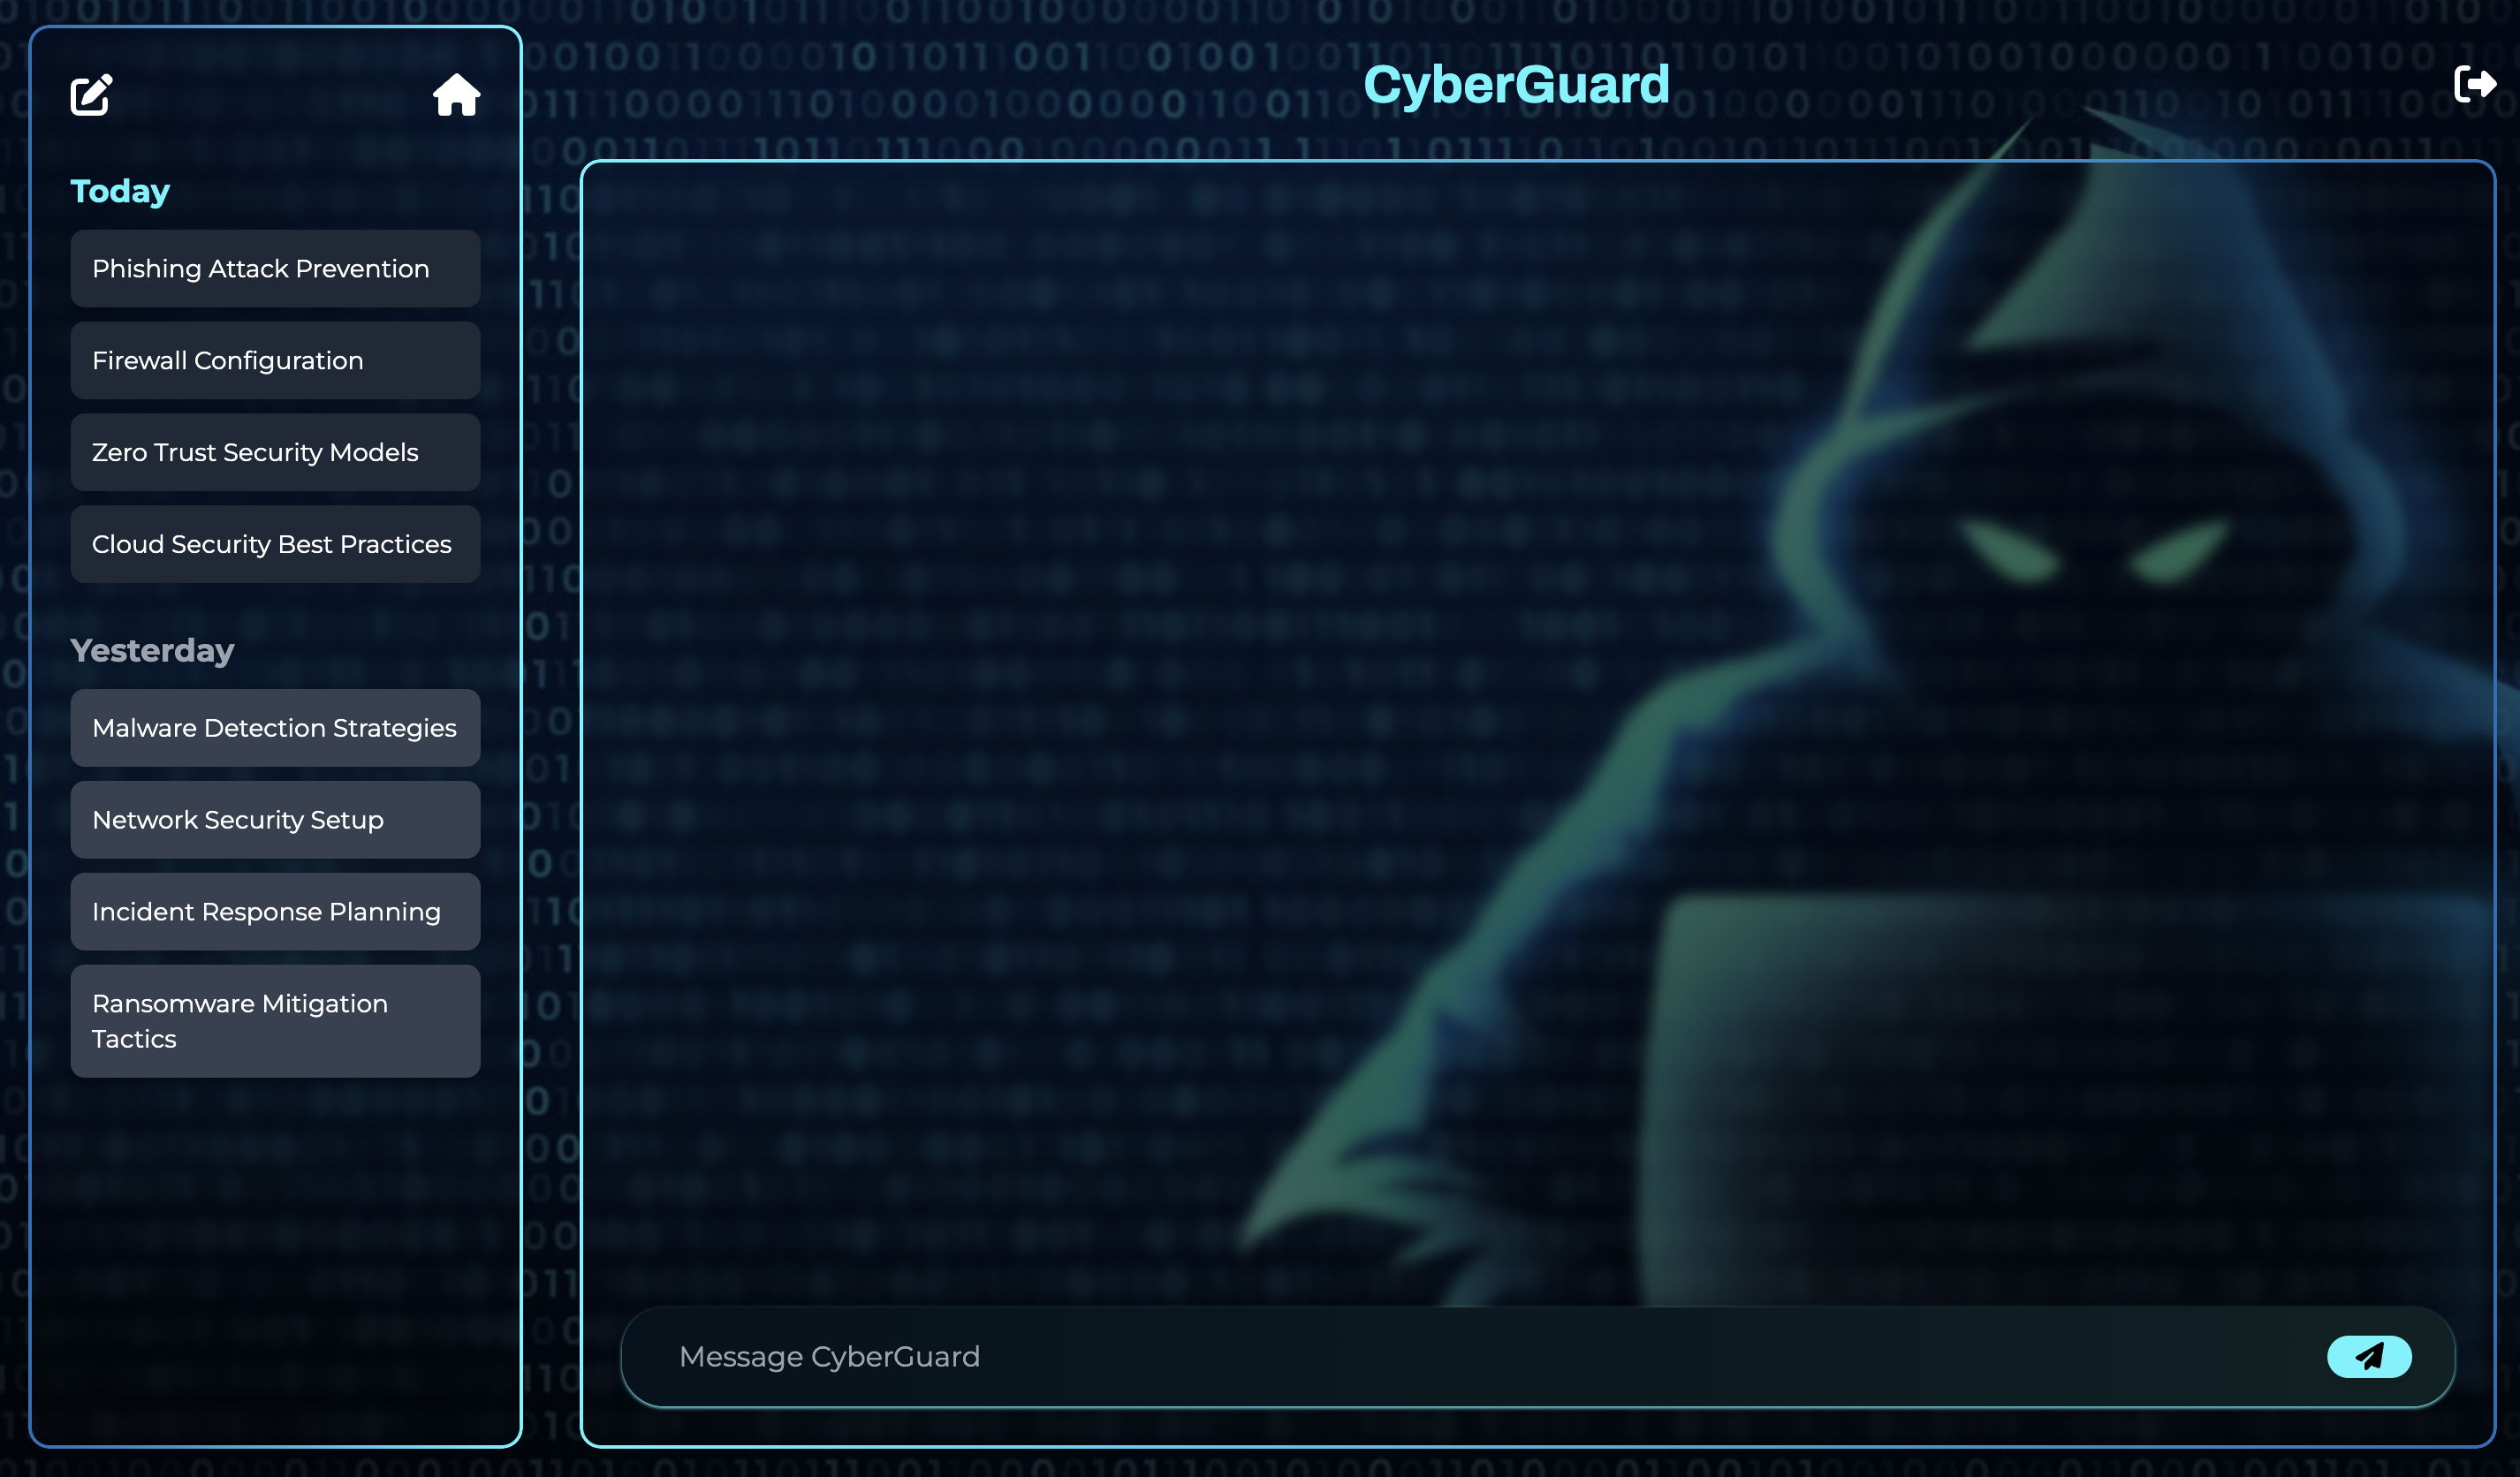 CyberGuard
Today
Phishing Attack Prevention
Firewall Configuration
Zero Trust Security Models
Cloud Security Best Practices
Yesterday
Malware Detection Strategies
Network Security Setup
Incident Response Planning
Ransomware Mitigation
Tactics
Message CyberGuard